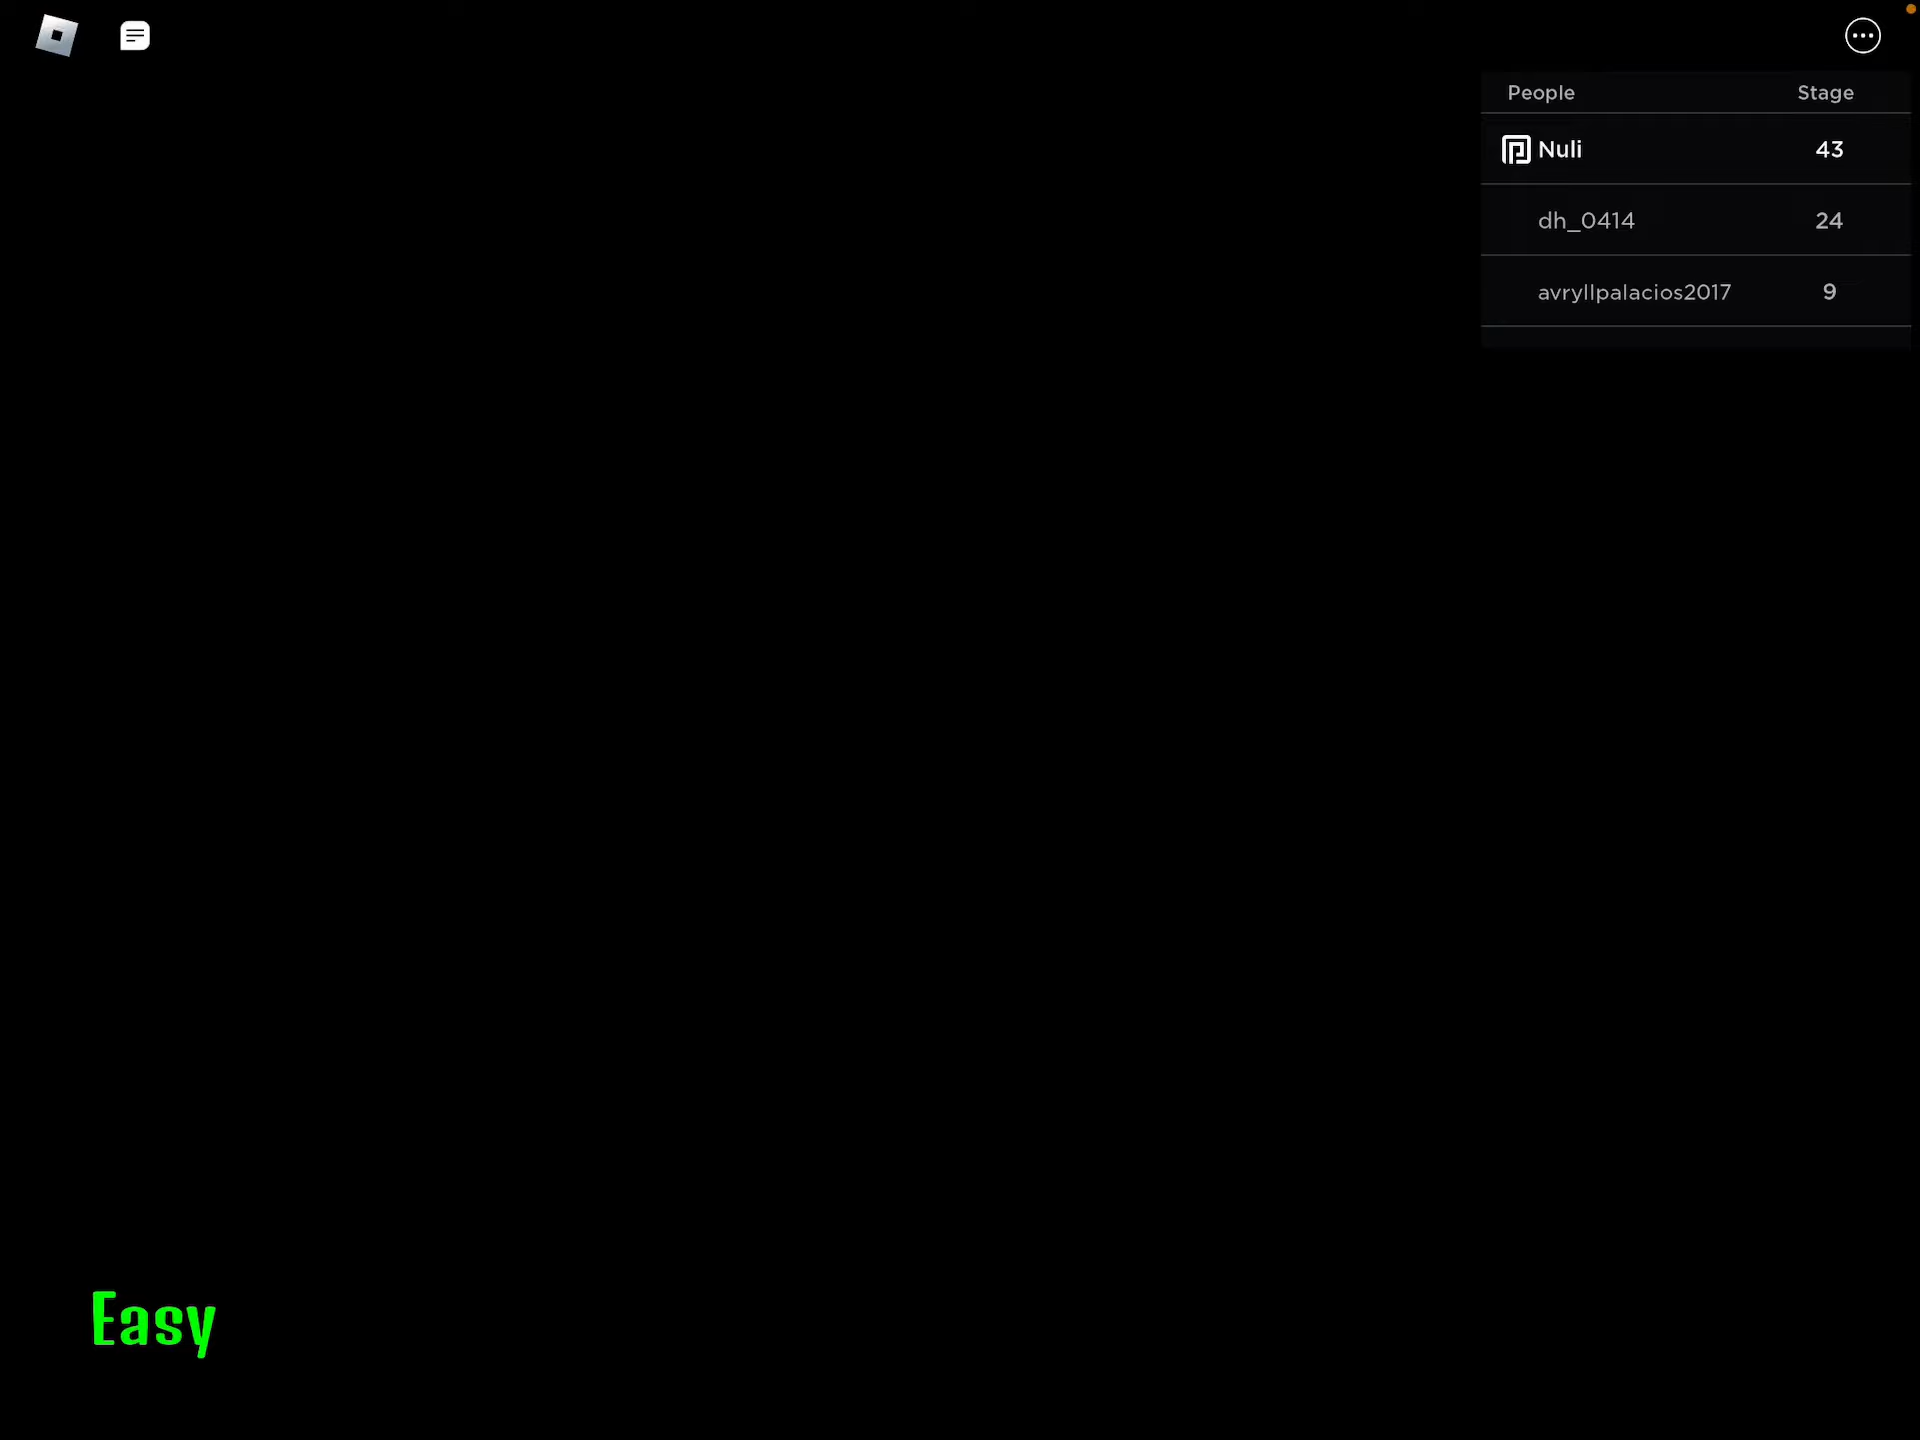 People Stage
Nuli 43
dh_0414 24
avryllpalacios2017 9
Easy